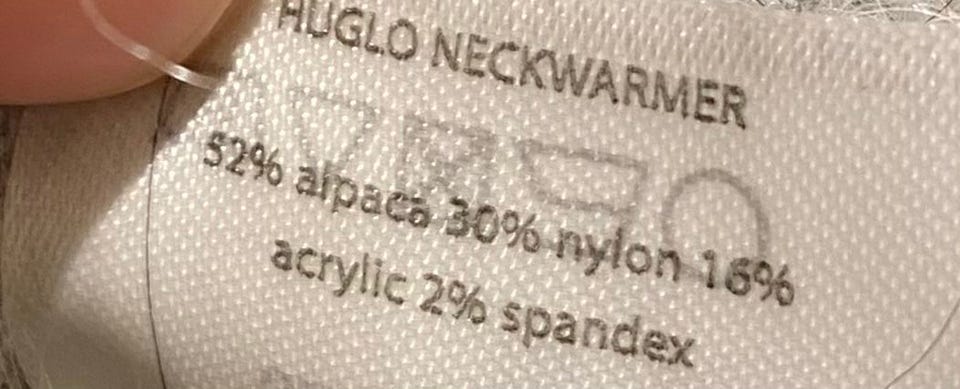 HUGLO NECKWARMER
52% alpaca 30% nylon 16%
acrylic 2% spandex